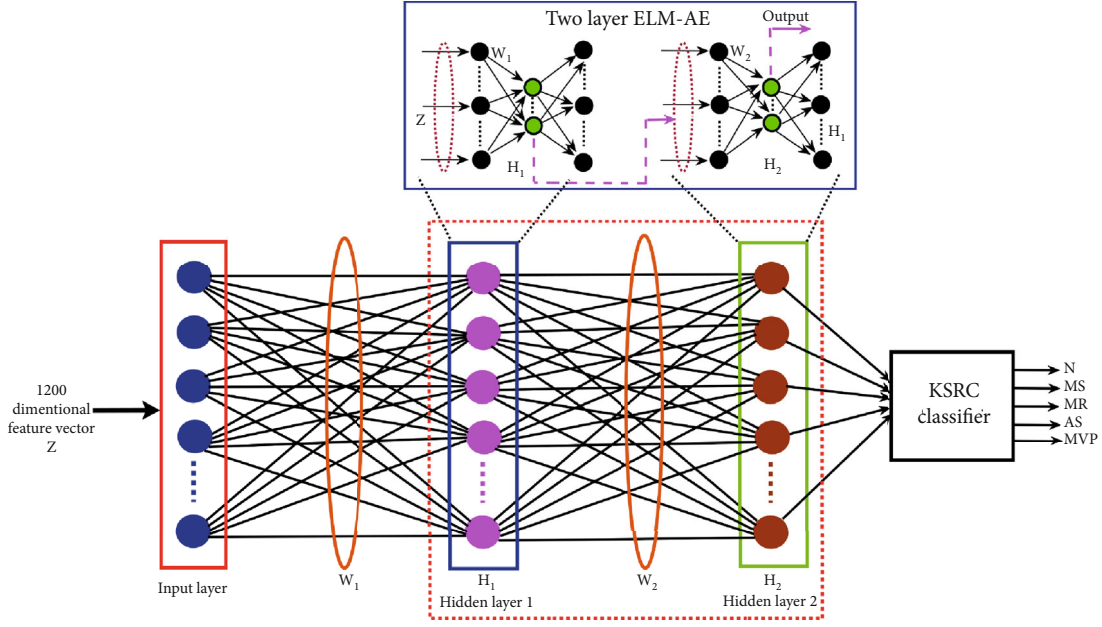 Two layer ELM-AE
Output
W1
W2
Z
H1
H1
H2
1200
dimentional
feature vector
Z
KSRC
classifier
N
MS
MR
AS
MVP
Input layer
W1
H1
Hidden layer 1
W2
H2
Hidden layer 2